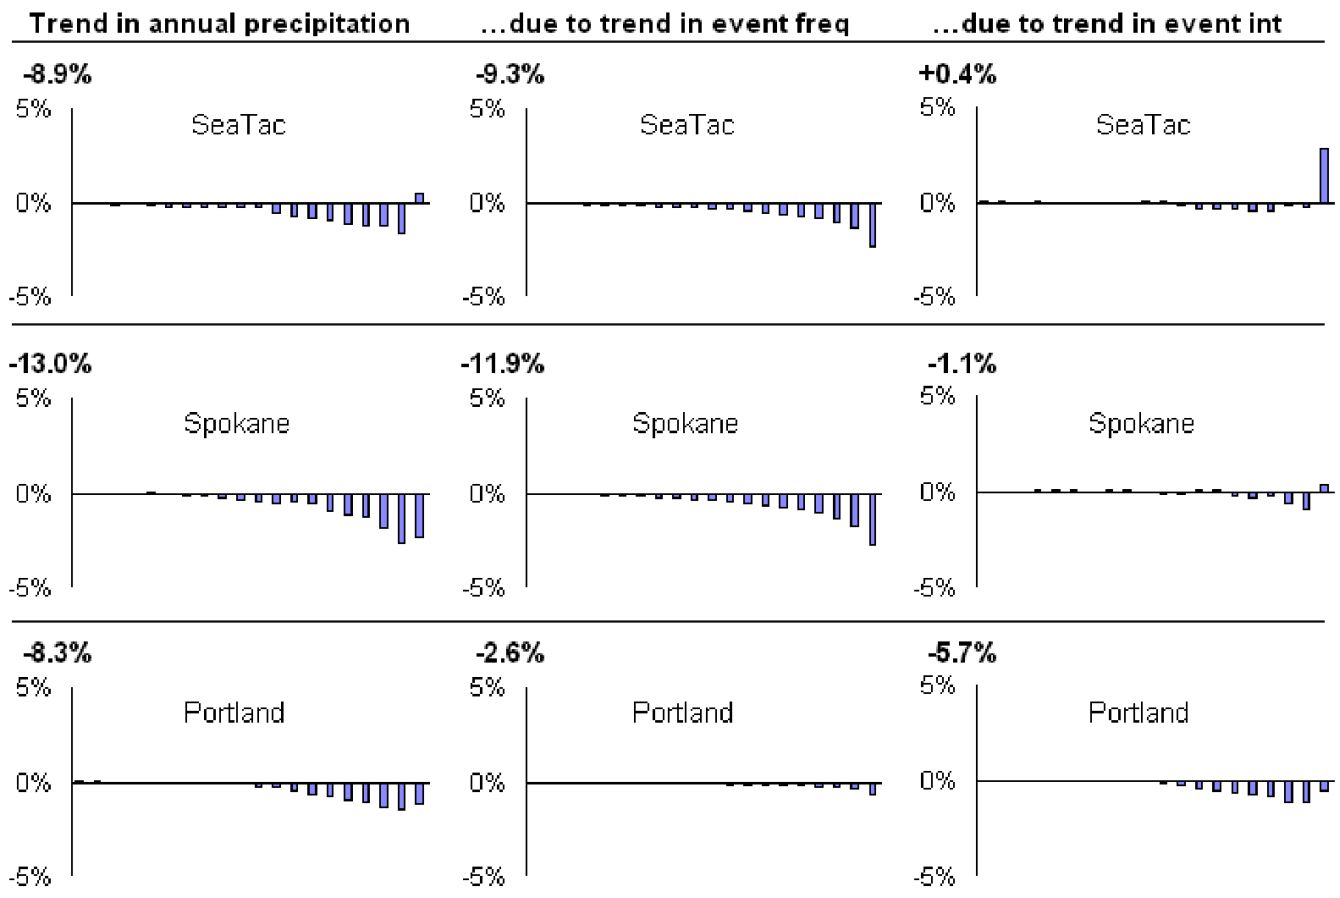 Trend in annual precipitation ...due to trend in event freq ...due to trend in event int
-8.9% -9.3% +0.4%
5% 5% 5%
SeaTac SeaTac SeaTac
0% 0% 0%
-5% -5% -5%
-13.0% -11.9% -1.1%
5% 5% 5%
Spokane Spokane Spokane
0% 0% 0%
-5% -5% -5%
-8.3% -2.6% -5.7%
5% 5% 5%
Portland Portland Portland
0% 0% 0%
-5% -5% -5%